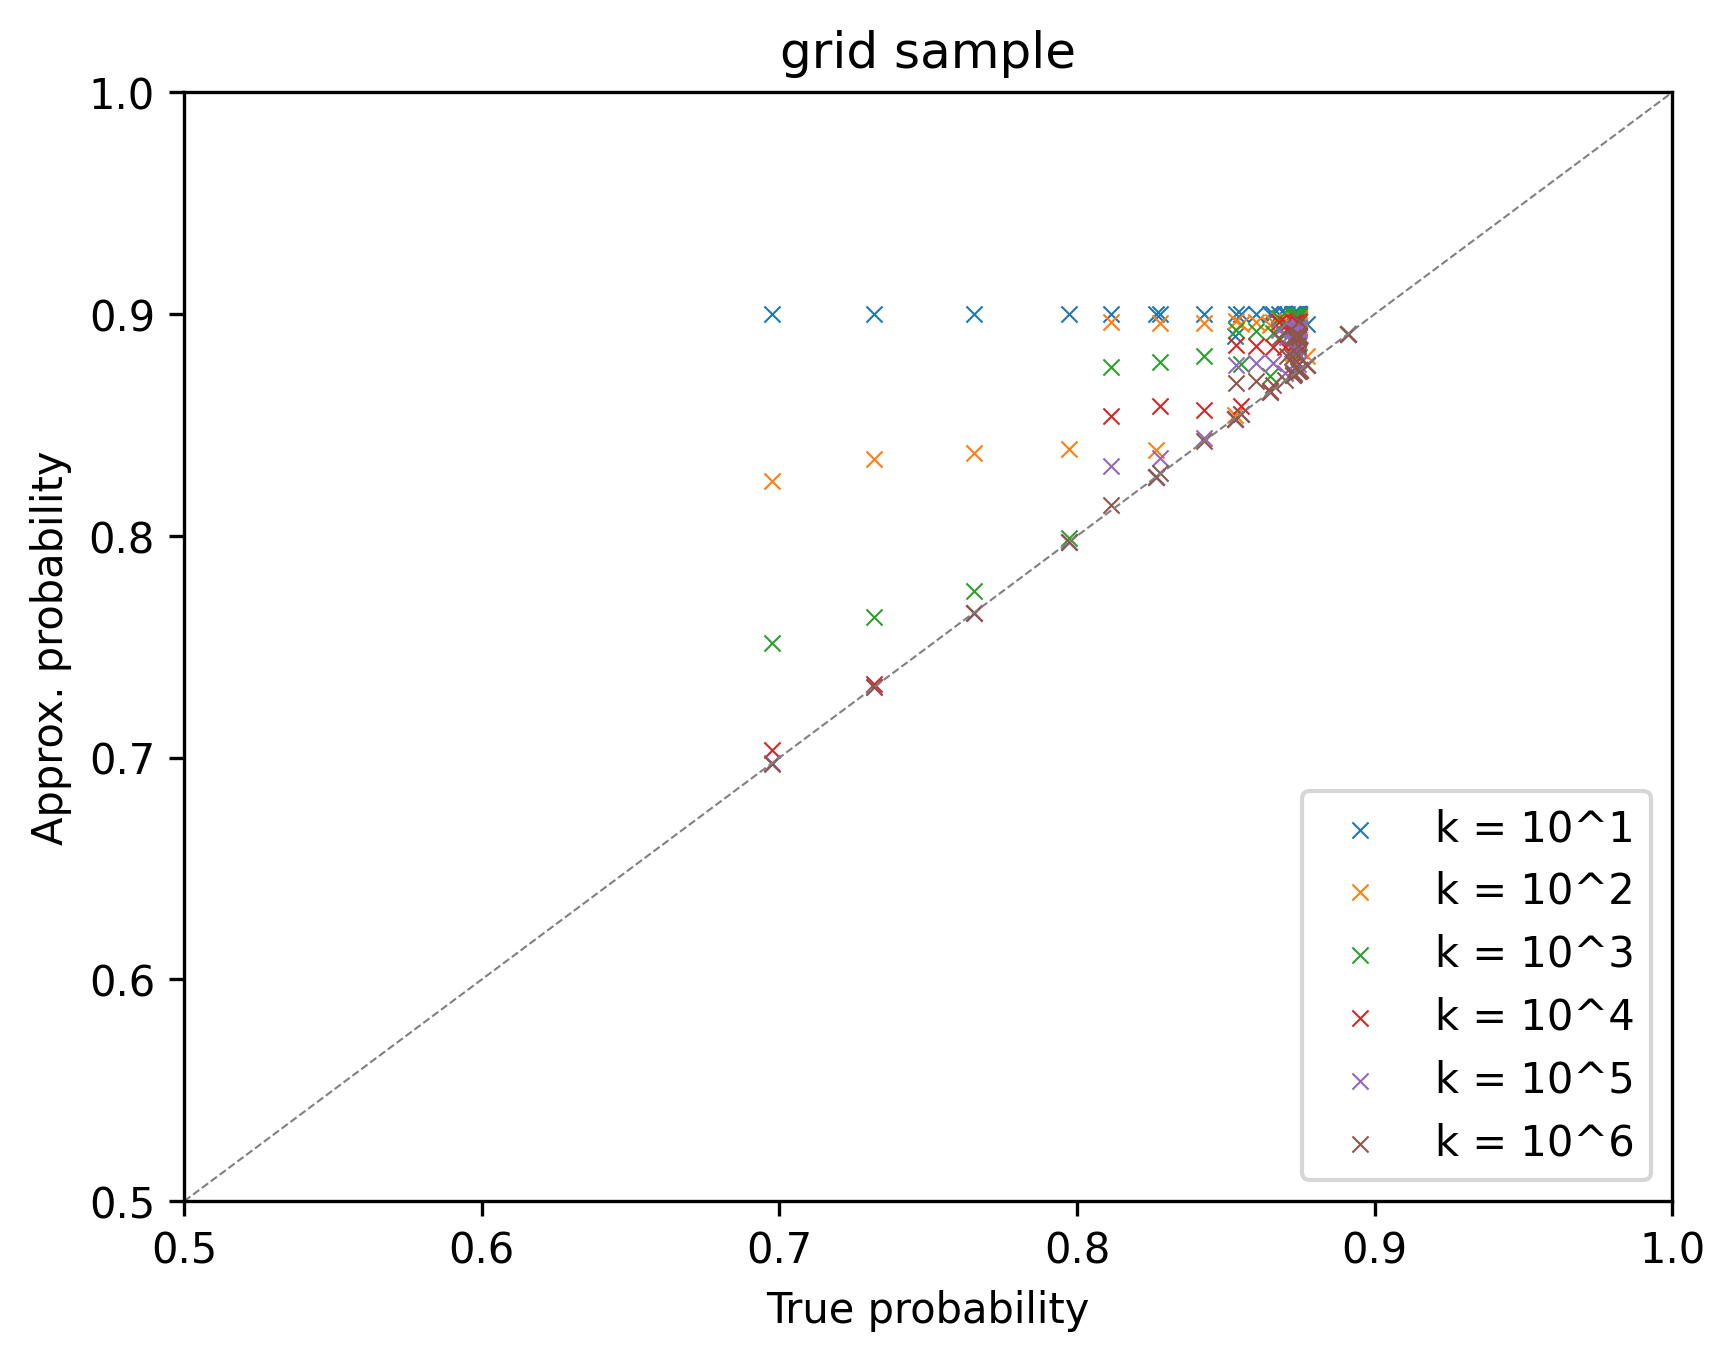 grid sample
1.0
0.9
0.8
0.7
0.6
0.5
Approx. probability
0.5 0.6 0.7 0.8 0.9 1.0
True probability
k = 10^1
k = 10^2
k = 10^3
k = 10^4
k = 10^5
k = 10^6